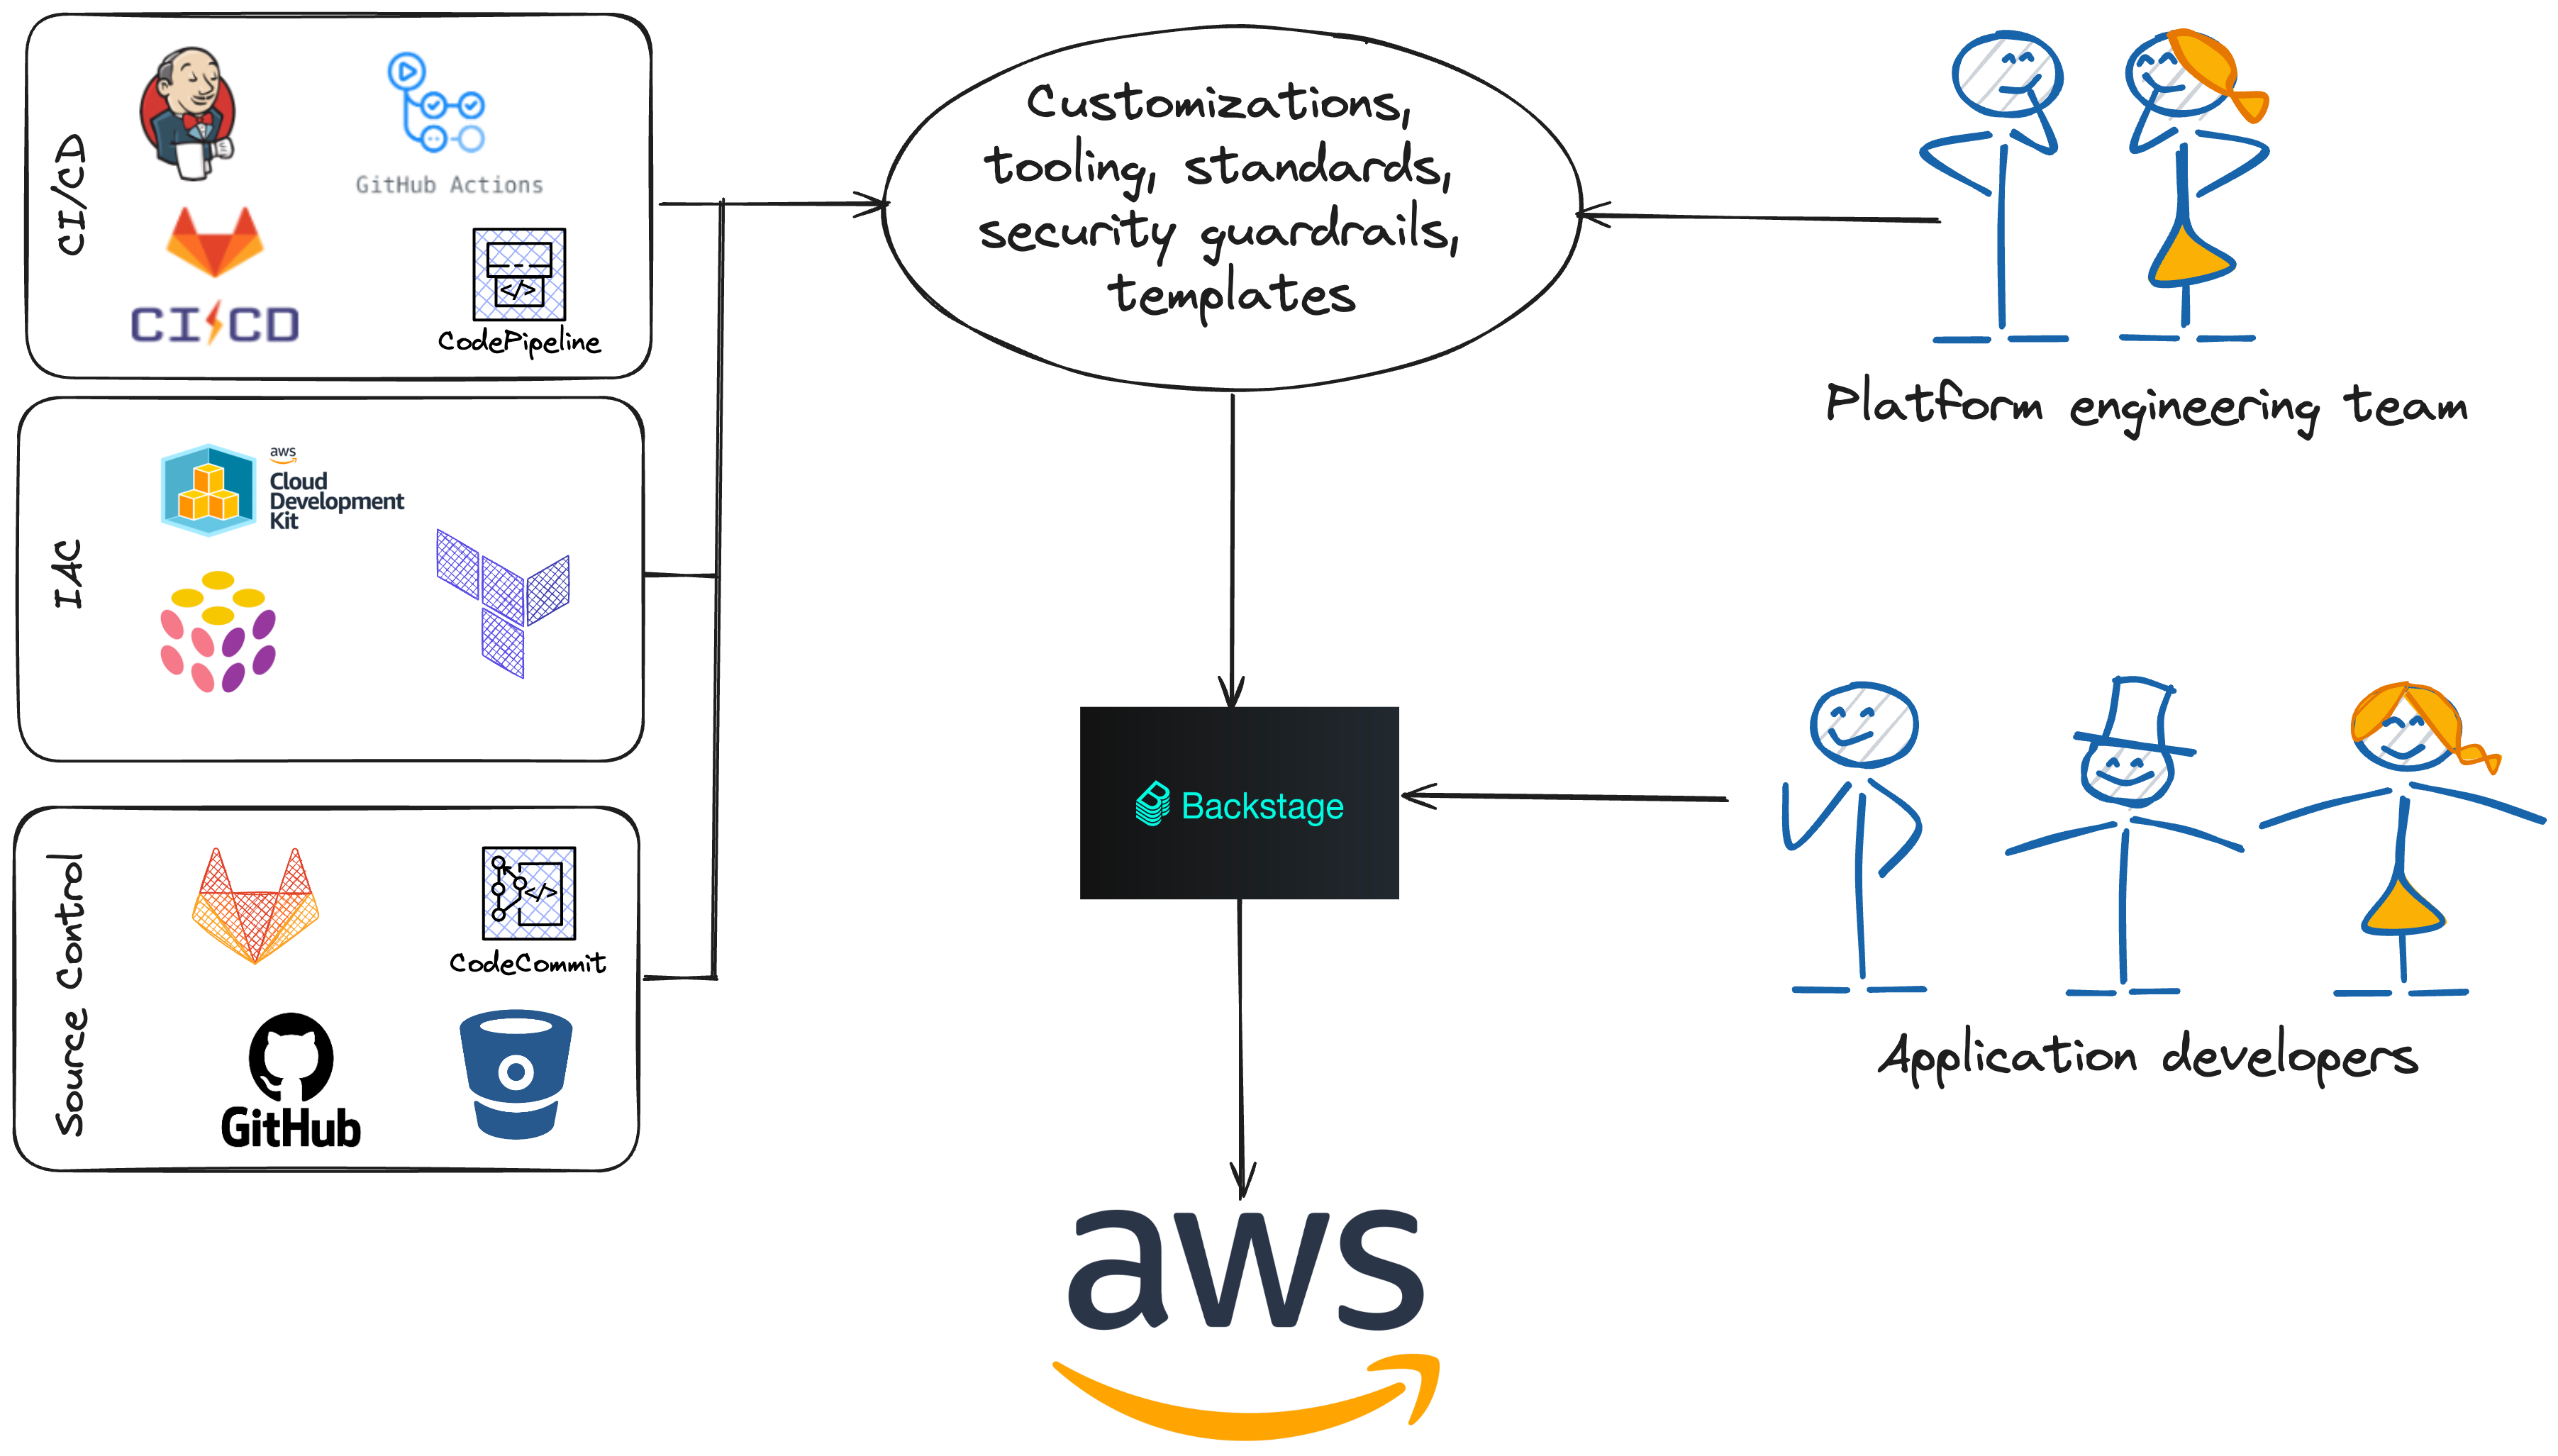 CI/CD
GitHub Actions
CI CD
</>
CodePipeline
IAC
aws
Cloud
Development
Kit
Source Control
</>
CodeCommit
GitHub
Customizations,
tooling, standards,
security guardrails,
templates
Backstage
aws
Platform engineering team
Application developers